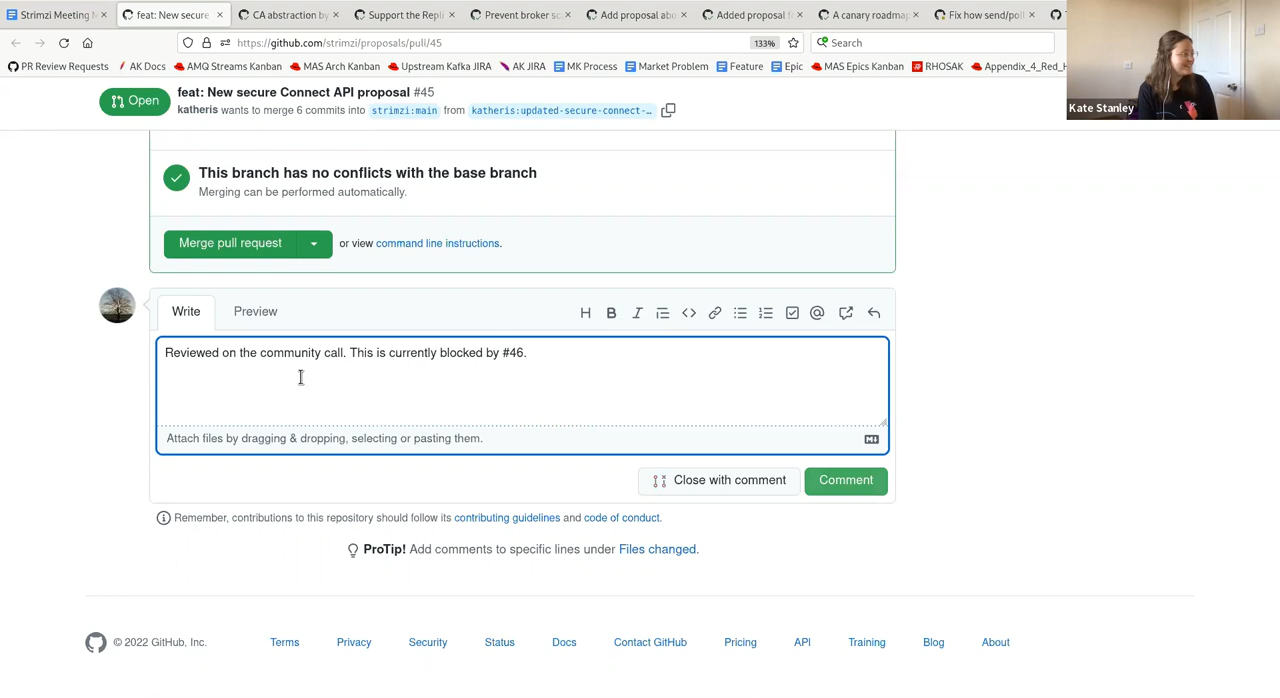 Strimzi Meeting N
feat: New secure
CA abstraction by
Support the Repli
Prevent broker sc
Add proposal abo
Added proposal f
A canary roadmap
Fix how send/poll
https://github.com/strimzi/proposals/pull/45
133%
Search
PR Review Requests
AK Docs
AMQ Streams Kanban
MAS Arch Kanban
Upstream Kafka JIRA
AK JIRA
MK Process
Market Problem
Feature
Epic
MAS Epics Kanban
RHOSAK
Appendix_4_Red_H
Kate Stanley
Open
feat: New secure Connect API proposal #45
katheris wants to merge 6 commits into strimzi:main from katheris:updated-secure-connect-…
This branch has no conflicts with the base branch
Merging can be performed automatically.
Merge pull request
or view command line instructions.
Write
Preview
Reviewed on the community call. This is currently blocked by #46.
Attach files by dragging & dropping, selecting or pasting them.
Close with comment
Comment
Remember, contributions to this repository should follow its contributing guidelines and code of conduct.
ProTip! Add comments to specific lines under Files changed.
© 2022 GitHub, Inc.
Terms
Privacy
Security
Status
Docs
Contact GitHub
Pricing
API
Training
Blog
About